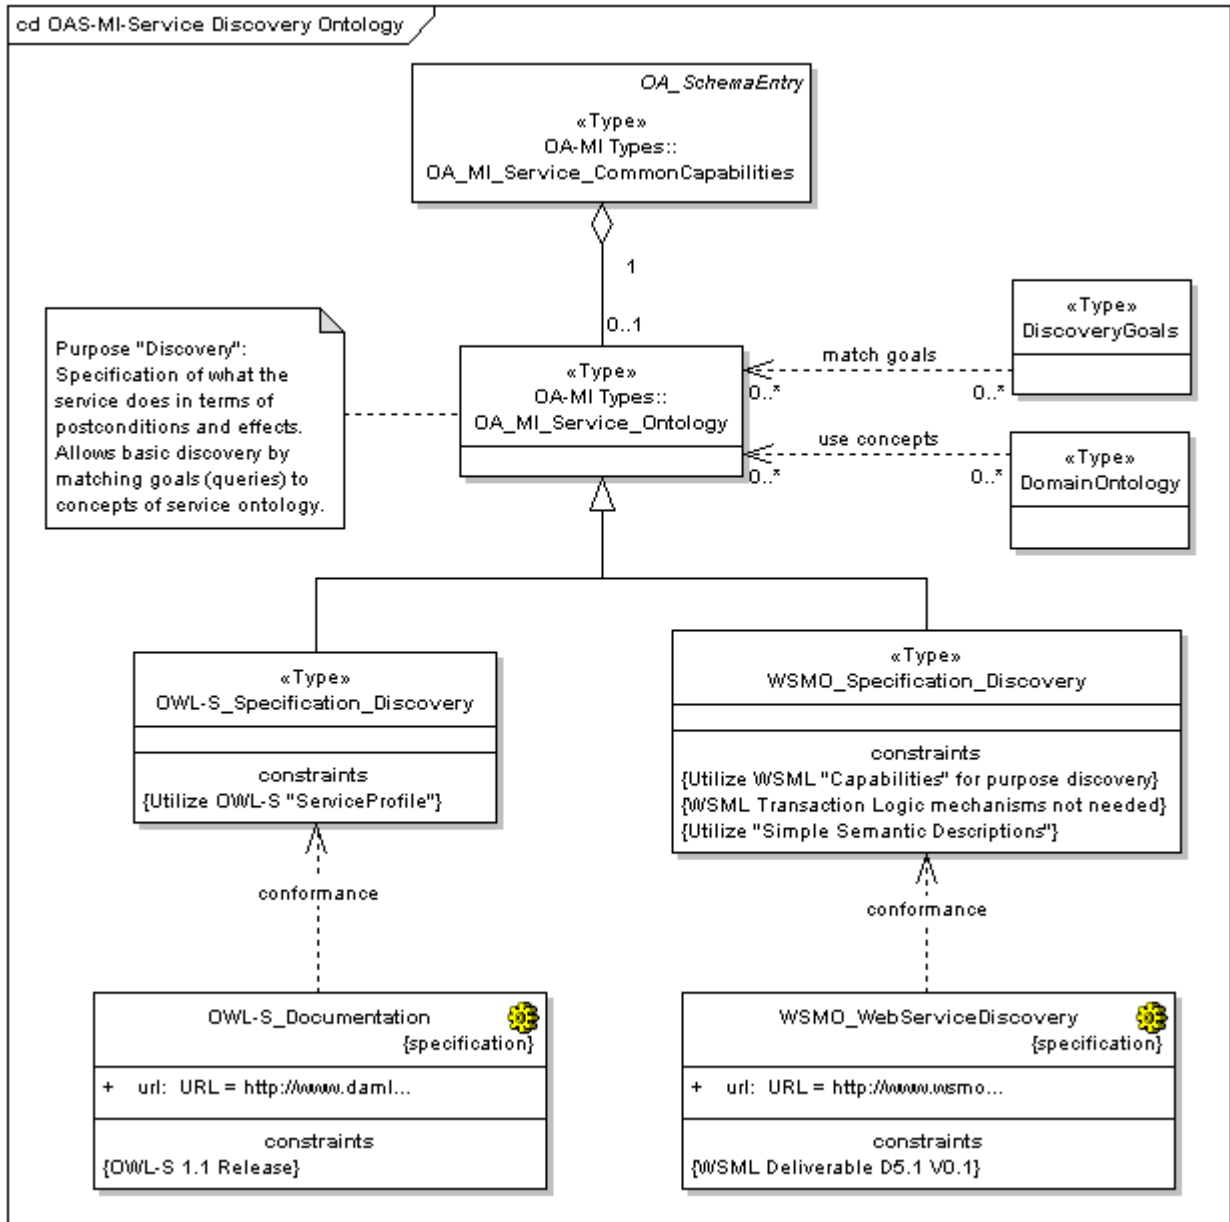 cd OAS-MI-Service Discovery Ontology
OA_SchemaEntry
«Type»
OA-MI Types::
OA_MI_Service_CommonCapabilities
1
0..1
Purpose "Discovery":
Specification of what the
service does in terms of
postconditions and effects.
Allows basic discovery by
matching goals (queries) to
concepts of service ontology.
«Type»
OA-MI Types::
OA_MI_Service_Ontology
match goals
0..*
0..*
«Type»
DiscoveryGoals
use concepts
0..*
0..*
«Type»
DomainOntology
«Type»
OWL-S_Specification_Discovery
constraints
{Utilize OWL-S "ServiceProfile"}
«Type»
WSMO_Specification_Discovery
constraints
{Utilize WSML "Capabilities" for purpose discovery}
{WSML Transaction Logic mechanisms not needed}
{Utilize "Simple Semantic Descriptions"}
conformance
conformance
OWL-S_Documentation
{specification}
+ url: URL = http://www.daml...
constraints
{OWL-S 1.1 Release}
WSMO_WebServiceDiscovery
{specification}
+ url: URL = http://www.wsmo...
constraints
{WSML Deliverable D5.1 V0.1}